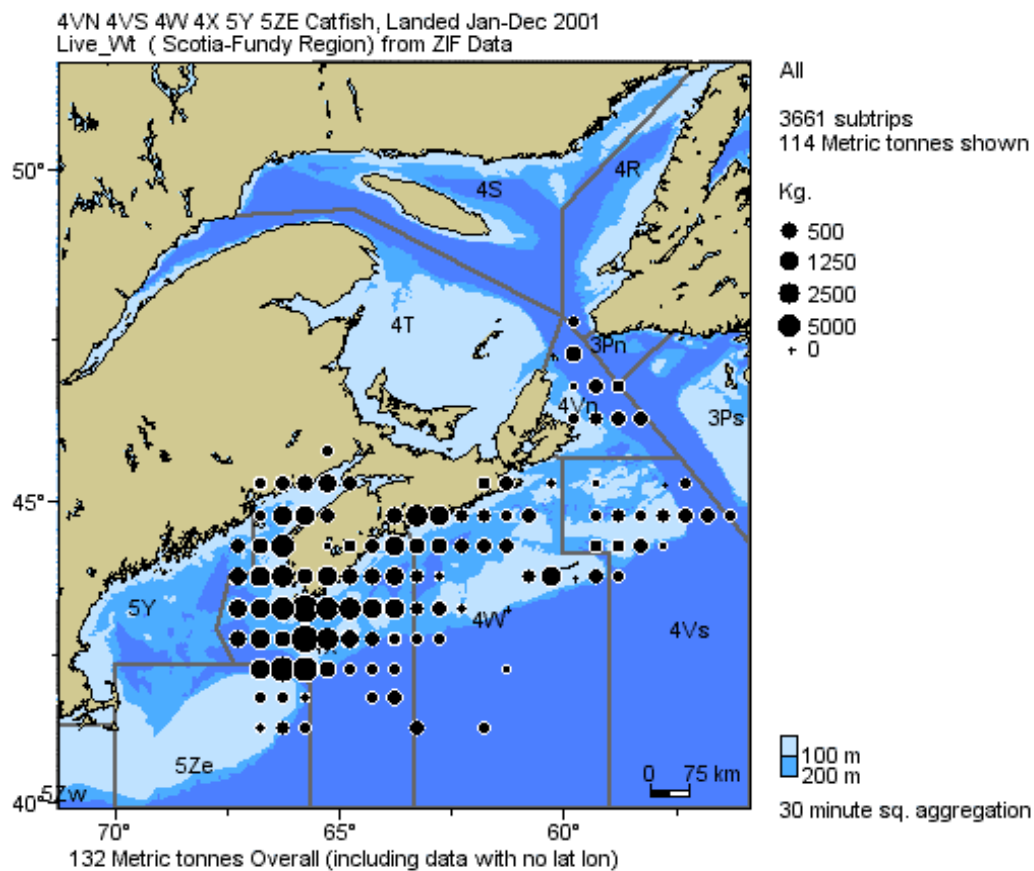 4VN 4VS 4W 4X 5Y 5ZE Catfish, Landed Jan-Dec 2001
Live_Wt ( Scotia-Fundy Region) from ZIF Data
All
3661 subtrips
114 Metric tonnes shown
Kg.
500
1250
2500
5000
0
50°
4S
4R
4T
3Pn
4Vn
3Ps
45°
5Y
4W
4Vs
5Ze
0 75 km
100 m
200 m
5Zw
40°
70° 65° 60°
30 minute sq. aggregation
132 Metric tonnes Overall (including data with no lat lon)